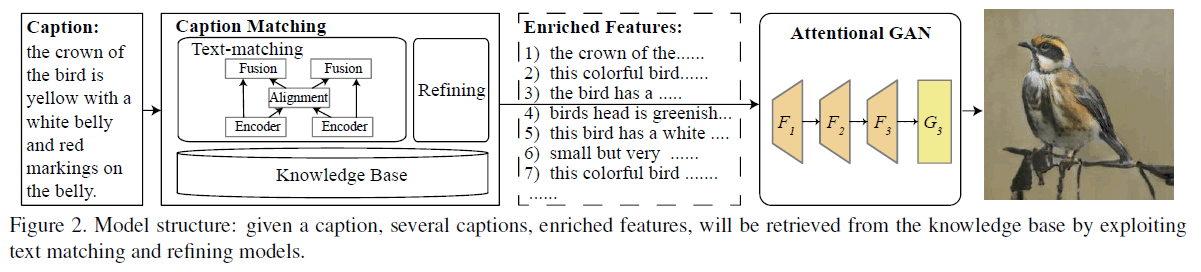 Caption:
the crown of
the bird is
yellow with a
white belly
and red
markings on
the belly.
Caption Matching
Text-matching
Fusion Fusion
Alignment
Encoder Encoder
Refining
Knowledge Base
Enriched Features:
1) the crown of the......
2) this colorful bird......
3) the bird has a .....
4) birds head is greenish...
5) this bird has a white ....
6) small but very ......
7) this colorful bird .......
......
Attentional GAN
F1 F2 F3 G3
Figure 2. Model structure: given a caption, several captions, enriched features, will be retrieved from the knowledge base by exploiting
text matching and refining models.